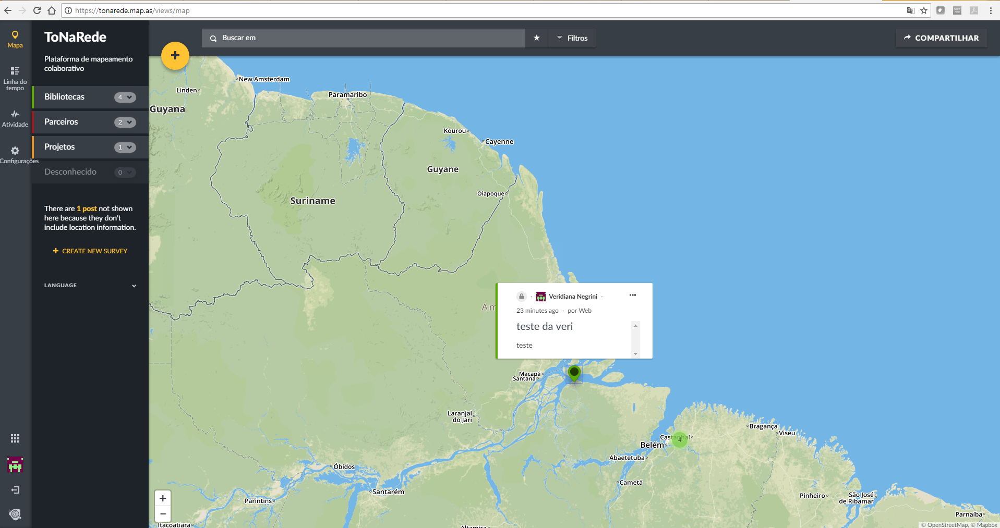 https://tonarede.map.as/views/map
Mapa
Linha do
tempo
Atividade
Configurações
ToNaRede
Plataforma de mapeamento
colaborativo
Bibliotecas 4
Parceiros 2
Projetos 1
Desconhecido 0
There are 1 post not shown
here because they don't
include location information.
+ CREATE NEW SURVEY
LANGUAGE
+
Buscar em
Filtros
COMPARTILHAR
New Amsterdam
Linden
Paramaribo
Guyana
Kourou
Cayenne
Guyane
Oiapoque
Suriname
Am
· Veridiana Negrini ·
23 minutes ago · por Web
teste da veri
teste
Macapá
Santana
Laranjal
do Jari
Bragança
Viseu
Castanhal
4
Belém
Abaetetuba
Óbidos
Cametá
Santarém
Parintins
Pinheiro
São José
de Ribamar
Parnaíba
Itacoatiara
Altamira
+
−
© OpenStreetMap, © Mapbox